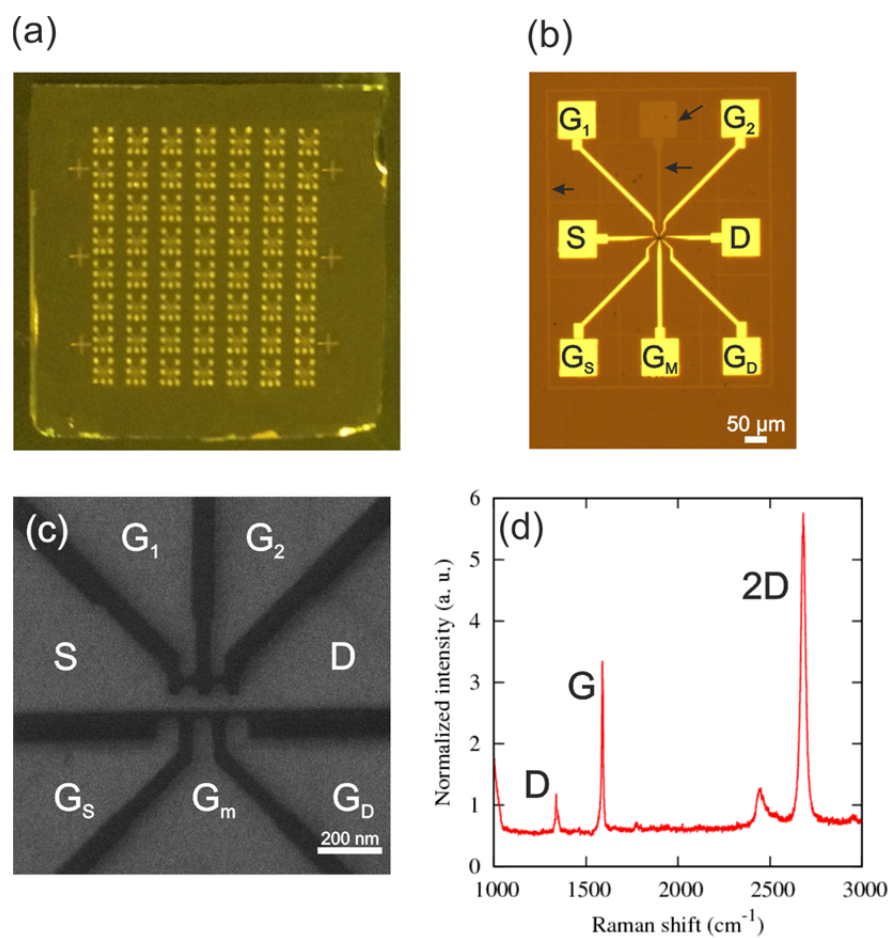 (a)
(b)
G1
G2
S
D
GS
GM
GD
50 µm
(c)
G1
G2
S
D
GS
Gm
GD
200 nm
(d)
6
5
4
3
2
1
0
Normalized intensity (a. u.)
D
G
2D
1000 1500 2000 2500 3000
Raman shift (cm-1)